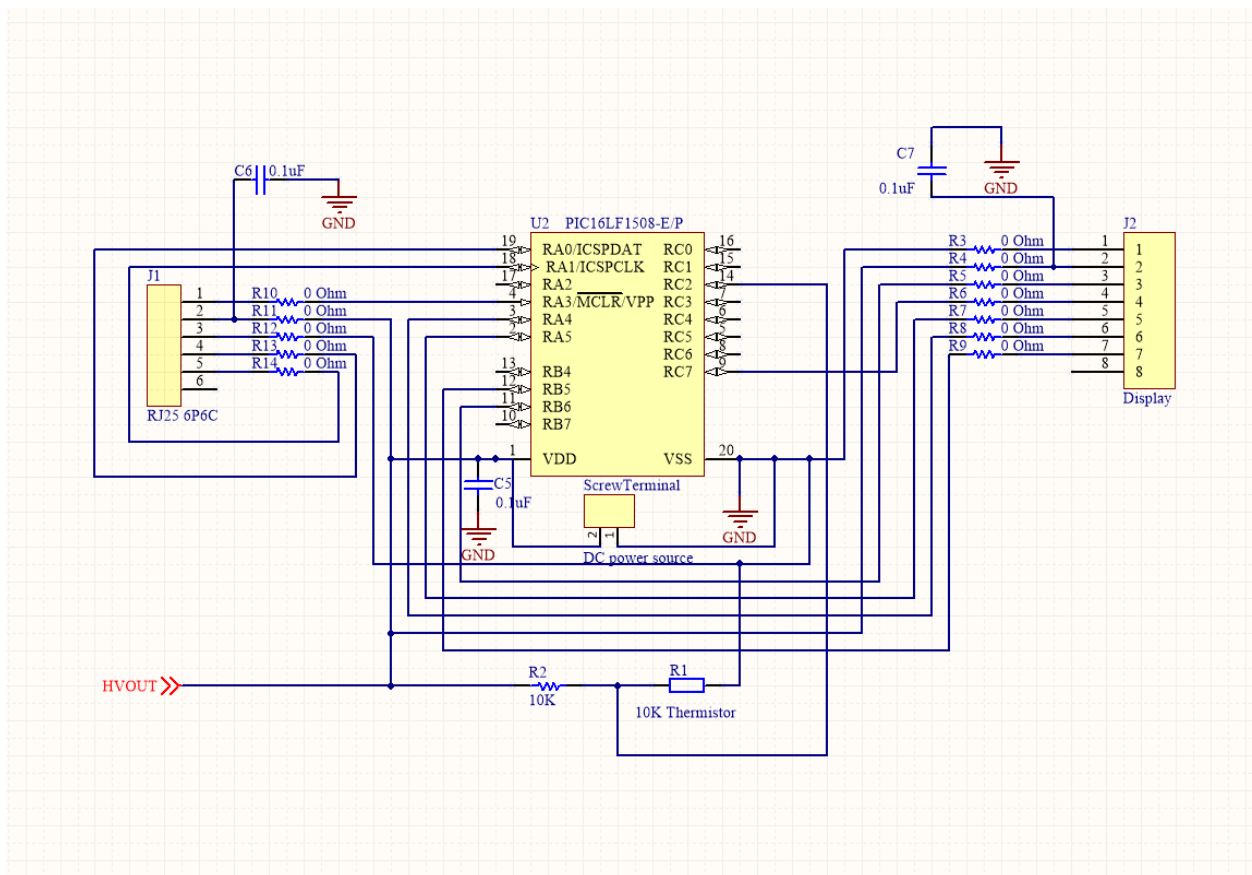 C6 0.1uF
GND
C7
0.1uF
GND
U2 PIC16LF1508-E/P
19 RA0/ICSPDAT RC0 16
18 RA1/ICSPCLK RC1 15
17 RA2 RC2 14
4 RA3/MCLR/VPP RC3 7
3 RA4 RC4 6
2 RA5 RC5 5
RC6 8
RC7 9
13 RB4
12 RB5
11 RB6
10 RB7
1 VDD VSS 20
J1
1 R10 0 Ohm
2 R11 0 Ohm
3 R12 0 Ohm
4 R13 0 Ohm
5 R14 0 Ohm
6
RJ25 6P6C
J2
R3 0 Ohm 1 1
R4 0 Ohm 2 2
R5 0 Ohm 3 3
R6 0 Ohm 4 4
R7 0 Ohm 5 5
R8 0 Ohm 6 6
R9 0 Ohm 7 7
8 8
Display
C5
0.1uF
GND
ScrewTerminal
2 1
DC power source
GND
HVOUT
R2
10K
R1
10K Thermistor